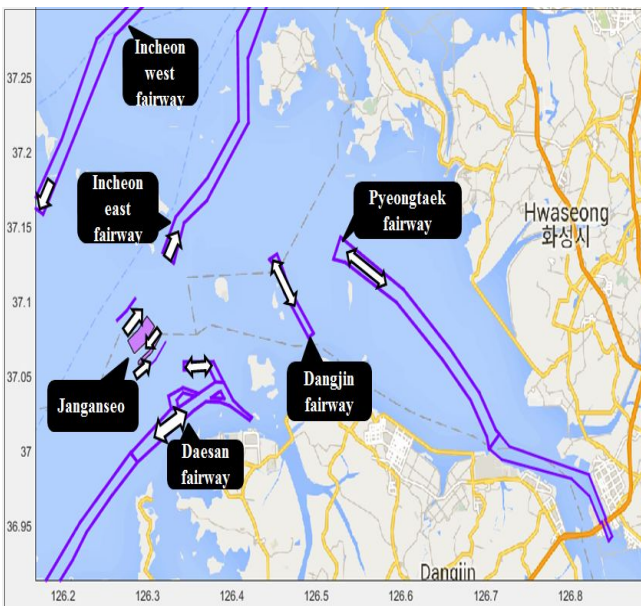 37.25
37.2
37.15
37.1
37.05
37
36.95
Incheon
west
fairway
Incheon
east
fairway
Pyeongtaek
fairway
Hwaseong
화성시
Janganseo
Dangjin
fairway
Daesan
fairway
Dangjin
126.2
126.3
126.4
126.5
126.6
126.7
126.8